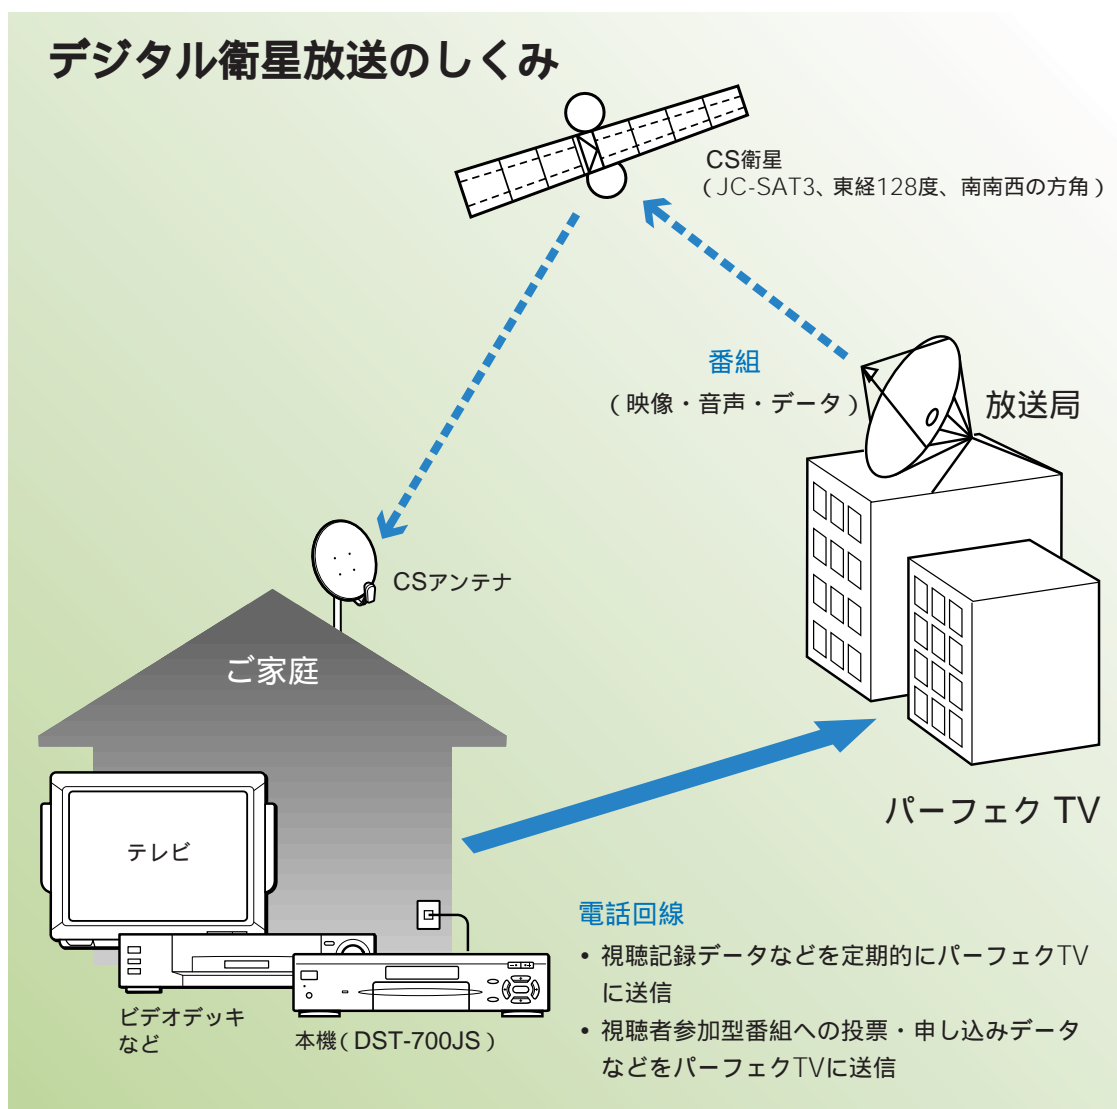 デジタル衛星放送のしくみ
CS衛星
(JC-SAT3、東経128度、南南西の方角)
番組
(映像・音声・データ)
放送局
CSアンテナ
ご家庭
パーフェク TV
テレビ
電話回線
• 視聴記録データなどを定期的にパーフェクTV
に送信
• 視聴者参加型番組への投票・申し込みデータ
などをパーフェクTVに送信
ビデオデッキ
など
本機(DST-700JS)